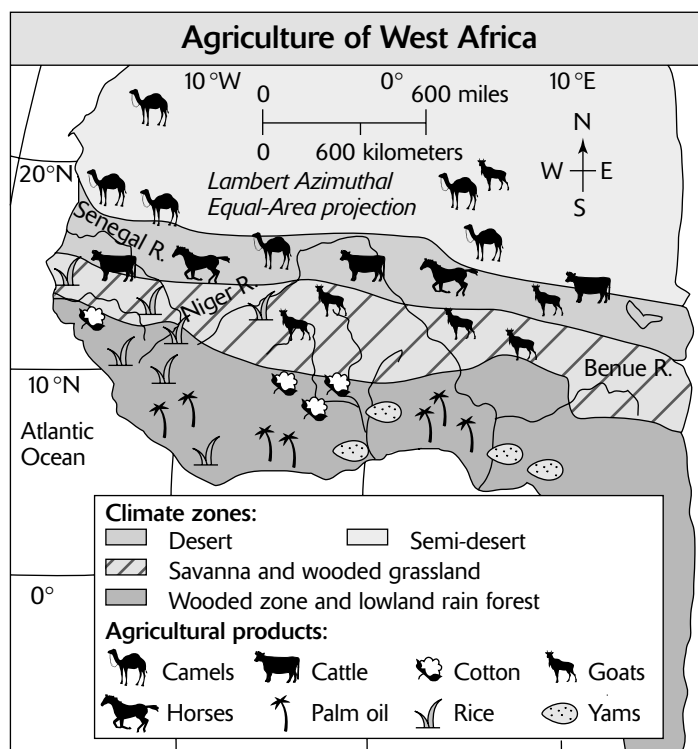 Agriculture of West Africa
10 °W
0°
10 °E
0
600 miles
0
600 kilometers
Lambert Azimuthal
Equal-Area projection
N
W
E
S
20°N
Senegal R.
Niger R.
Benue R.
10 °N
Atlantic
Ocean
0°
Climate zones:
Desert
Semi-desert
Savanna and wooded grassland
Wooded zone and lowland rain forest
Agricultural products:
Camels
Cattle
Cotton
Goats
Horses
Palm oil
Rice
Yams